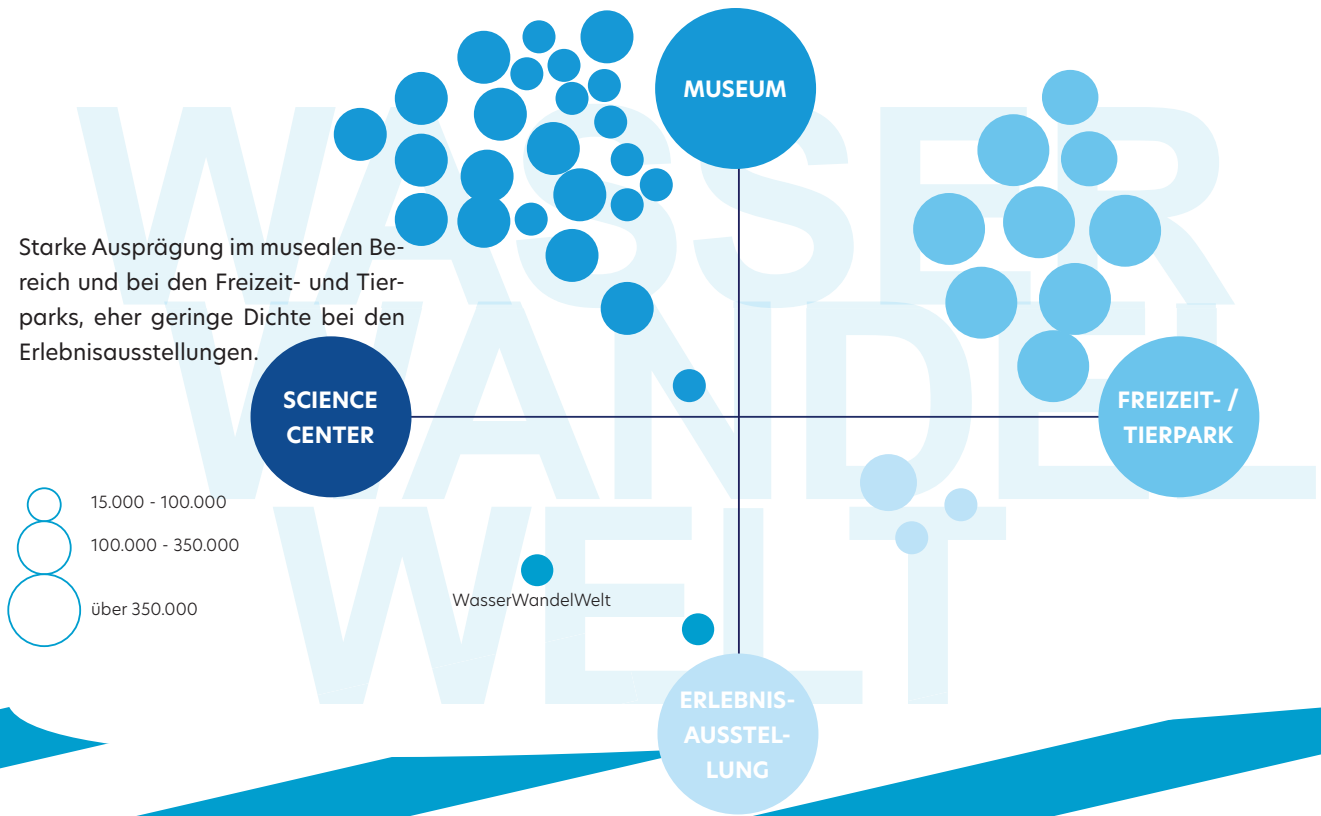 WASSER
WANDEL
WELT
MUSEUM
Starke Ausprägung im musealen Be-
reich und bei den Freizeit- und Tier-
parks, eher geringe Dichte bei den
Erlebnisausstellungen.
SCIENCE
CENTER
FREIZEIT- /
TIERPARK
15.000 - 100.000
100.000 - 350.000
über 350.000
WasserWandelWelt
ERLEBNIS-
AUSSTEL-
LUNG